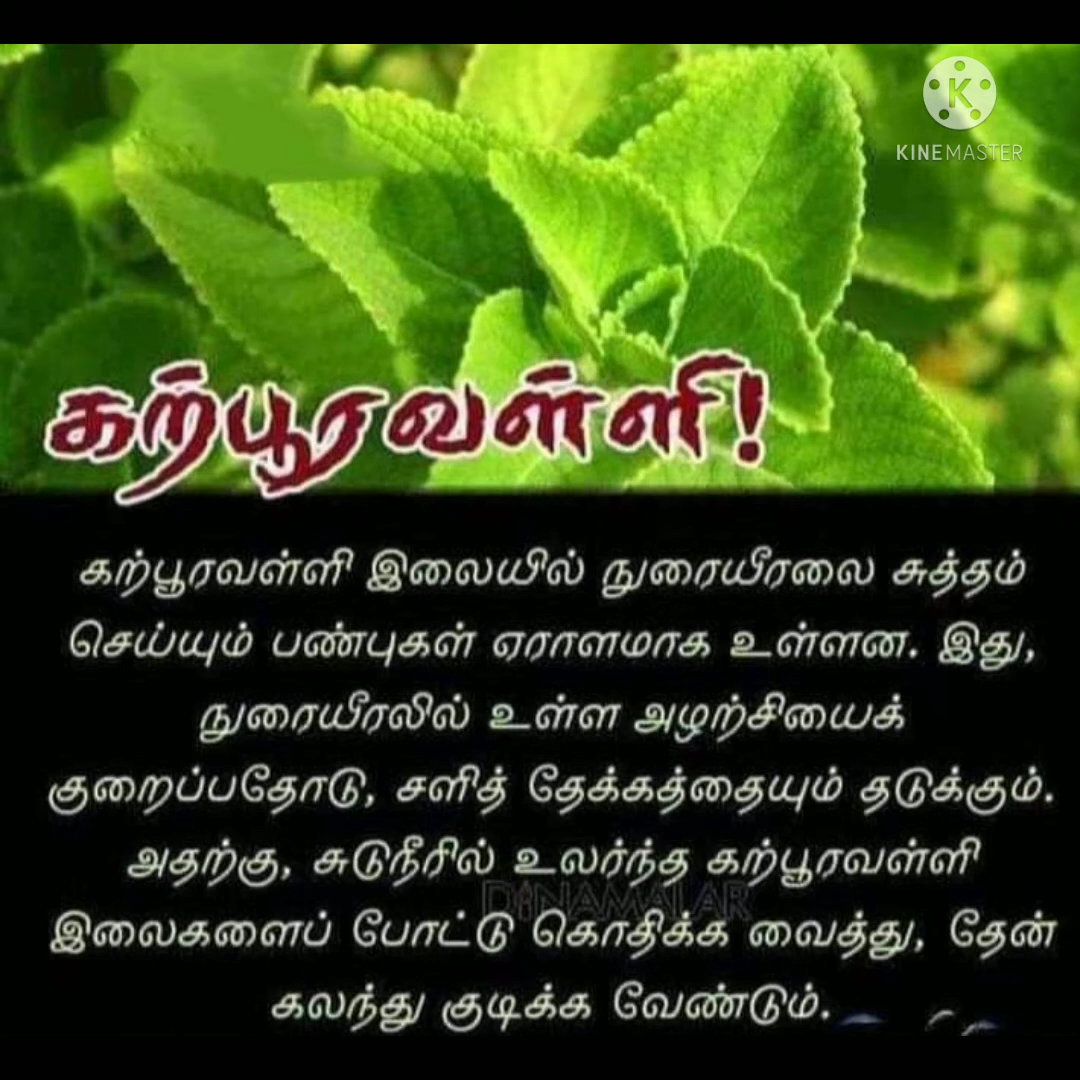 KINEMASTER
கற்பூரவள்ளி!
கற்பூரவள்ளி இலையில் நுரையீரலை சுத்தம்
செய்யும் பண்புகள் ஏராளமாக உள்ளன. இது,
நுரையீரலில் உள்ள அழற்சியைக்
குறைப்பதோடு, சளித் தேக்கத்தையும் தடுக்கும்.
அதற்கு, சுடுநீரில் உலர்ந்த கற்பூரவள்ளி
DINAMALAR
இலைகளைப் போட்டு கொதிக்க வைத்து, தேன்
கலந்து குடிக்க வேண்டும்.